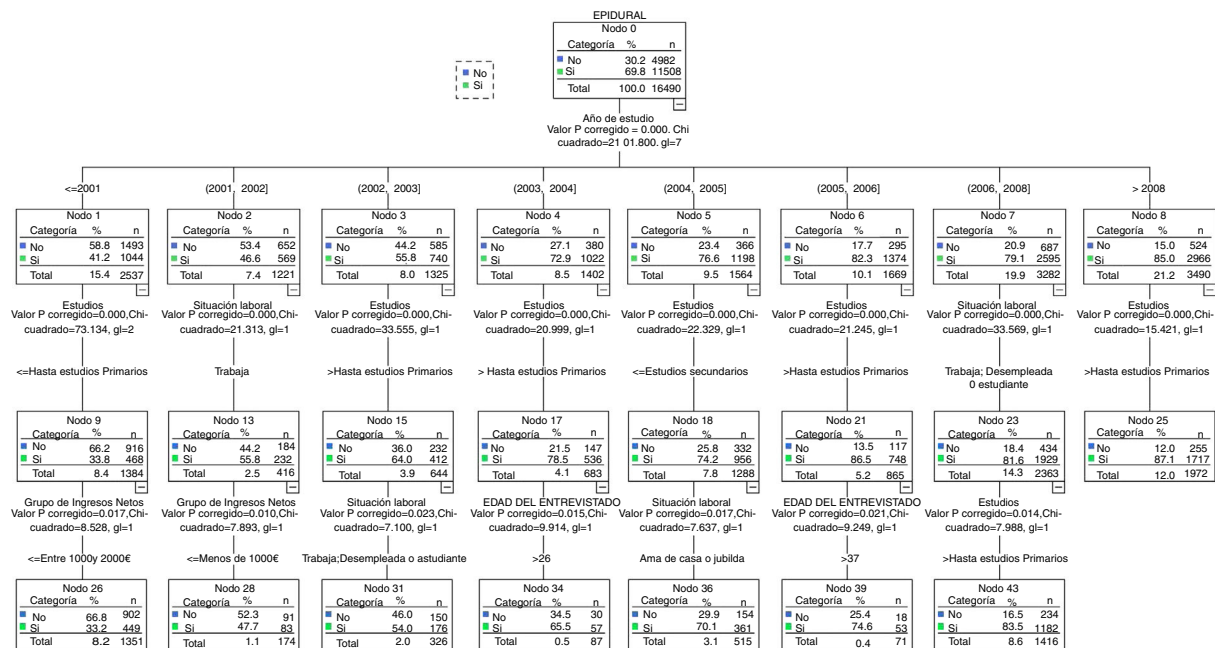 EPIDURAL
Nodo 0
Categoría % n
No 30.2 4982
Si 69.8 11508
Total 100.0 16490
No
Si
Año de estudio
Valor P corregido = 0.000. Chi
cuadrado=21 01.800. gl=7
<=2001
(2001, 2002]
(2002, 2003]
(2003, 2004]
(2004, 2005]
(2005, 2006]
(2006, 2008]
> 2008
Nodo 1
Categoría % n
No 58.8 1493
Si 41.2 1044
Total 15.4 2537
Nodo 2
Categoría % n
No 53.4 652
Si 46.6 569
Total 7.4 1221
Nodo 3
Categoría % n
No 44.2 585
Si 55.8 740
Total 8.0 1325
Nodo 4
Categoría % n
No 27.1 380
Si 72.9 1022
Total 8.5 1402
Nodo 5
Categoría % n
No 23.4 366
Si 76.6 1198
Total 9.5 1564
Nodo 6
Categoría % n
No 17.7 295
Si 82.3 1374
Total 10.1 1669
Nodo 7
Categoría % n
No 20.9 687
Si 79.1 2595
Total 19.9 3282
Nodo 8
Categoría % n
No 15.0 524
Si 85.0 2966
Total 21.2 3490
Estudios
Valor P corregido=0.000,Chi-
cuadrado=73.134, gl=2
Situación laboral
Valor P corregido=0.000,Chi-
cuadrado=21.313, gl=1
Estudios
Valor P corregido=0.000,Chi-
cuadrado=33.555, gl=1
Estudios
Valor P corregido=0.000,Chi-
cuadrado=20.999, gl=1
Estudios
Valor P corregido=0.000,Chi-
cuadrado=22.329, gl=1
Estudios
Valor P corregido=0.000,Chi-
cuadrado=21.245, gl=1
Situación laboral
Valor P corregido=0.000,Chi-
cuadrado=33.569, gl=1
Estudios
Valor P corregido=0.000,Chi-
cuadrado=15.421, gl=1
<=Hasta estudios Primarios
Trabaja
>Hasta estudios Primarios
> Hasta estudios Primarios
<=Estudios secundarios
>Hasta estudios Primarios
Trabaja; Desempleada
0 estudiante
>Hasta estudios Primarios
Nodo 9
Categoría % n
No 66.2 916
Si 33.8 468
Total 8.4 1384
Nodo 13
Categoría % n
No 44.2 184
Si 55.8 232
Total 2.5 416
Nodo 15
Categoría % n
No 36.0 232
Si 64.0 412
Total 3.9 644
Nodo 17
Categoría % n
No 21.5 147
Si 78.5 536
Total 4.1 683
Nodo 18
Categoría % n
No 25.8 332
Si 74.2 956
Total 7.8 1288
Nodo 21
Categoría % n
No 13.5 117
Si 86.5 748
Total 5.2 865
Nodo 23
Categoría % n
No 18.4 434
Si 81.6 1929
Total 14.3 2363
Nodo 25
Categoría % n
No 12.0 255
Si 87.1 1717
Total 12.0 1972
Grupo de Ingresos Netos
Valor P corregido=0.017,Chi-
cuadrado=8.528, gl=1
Grupo de Ingresos Netos
Valor P corregido=0.010,Chi-
cuadrado=7.893, gl=1
Situación laboral
Valor P corregido=0.023,Chi-
cuadrado=7.100, gl=1
EDAD DEL ENTREVISTADO
Valor P corregido=0.015,Chi-
cuadrado=9.914, gl=1
Situación laboral
Valor P corregido=0.017,Chi-
cuadrado=7.637, gl=1
EDAD DEL ENTREVISTADO
Valor P corregido=0.021,Chi-
cuadrado=9.249, gl=1
Estudios
Valor P corregido=0.014,Chi-
cuadrado=7.988, gl=1
<=Entre 1000y 2000€
<=Menos de 1000€
Trabaja;Desempleada o astudiante
>26
Ama de casa o jubilda
>37
>Hasta estudios Primarios
Nodo 26
Categoría % n
No 66.8 902
Si 33.2 449
Total 8.2 1351
Nodo 28
Categoría % n
No 52.3 91
Si 47.7 83
Total 1.1 174
Nodo 31
Categoría % n
No 46.0 150
Si 54.0 176
Total 2.0 326
Nodo 34
Categoría % n
No 34.5 30
Si 65.5 57
Total 0.5 87
Nodo 36
Categoría % n
No 29.9 154
Si 70.1 361
Total 3.1 515
Nodo 39
Categoría % n
No 25.4 18
Si 74.6 53
Total 0.4 71
Nodo 43
Categoría % n
No 16.5 234
Si 83.5 1182
Total 8.6 1416